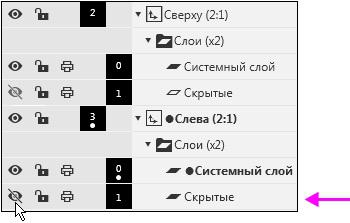 2 Сверху (2:1)
Слои (x2)
0 Системный слой
1 Скрытые
3 Слева (2:1)
Слои (x2)
0 Системный слой
1 Скрытые